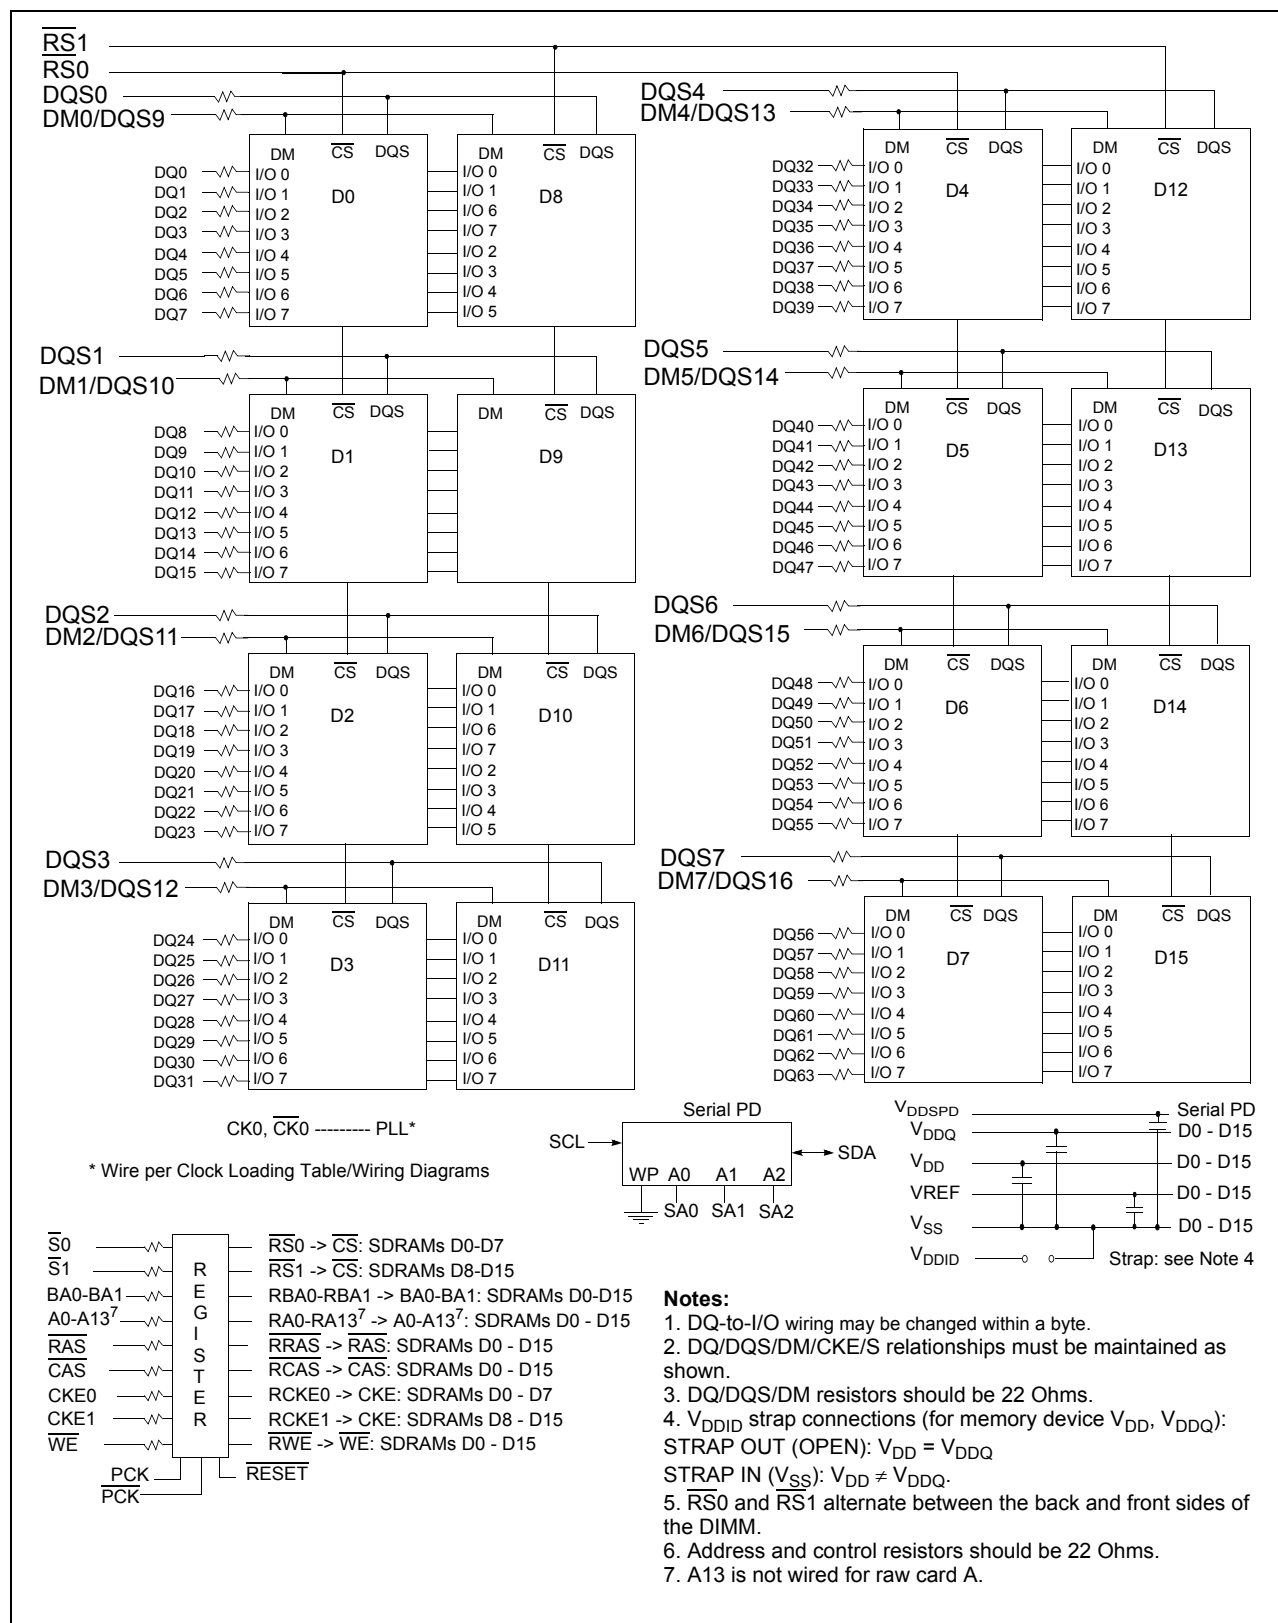 RS1
RS0
DQS0
DM0/DQS9
DQS4
DM4/DQS13
DM CS DQS
D0
DQ0 I/O 0
DQ1 I/O 1
DQ2 I/O 2
DQ3 I/O 3
DQ4 I/O 4
DQ5 I/O 5
DQ6 I/O 6
DQ7 I/O 7
DM CS DQS
D8
I/O 0
I/O 1
I/O 6
I/O 7
I/O 2
I/O 3
I/O 4
I/O 5
DM CS DQS
D4
DQ32 I/O 0
DQ33 I/O 1
DQ34 I/O 2
DQ35 I/O 3
DQ36 I/O 4
DQ37 I/O 5
DQ38 I/O 6
DQ39 I/O 7
DM CS DQS
D12
I/O 0
I/O 1
I/O 2
I/O 3
I/O 4
I/O 5
I/O 6
I/O 7
DQS1
DM1/DQS10
DM CS DQS
D1
DQ8 I/O 0
DQ9 I/O 1
DQ10 I/O 2
DQ11 I/O 3
DQ12 I/O 4
DQ13 I/O 5
DQ14 I/O 6
DQ15 I/O 7
DM CS DQS
D9
DQS5
DM5/DQS14
DM CS DQS
D5
DQ40 I/O 0
DQ41 I/O 1
DQ42 I/O 2
DQ43 I/O 3
DQ44 I/O 4
DQ45 I/O 5
DQ46 I/O 6
DQ47 I/O 7
DM CS DQS
D13
I/O 0
I/O 1
I/O 2
I/O 3
I/O 4
I/O 5
I/O 6
I/O 7
DQS2
DM2/DQS11
DM CS DQS
D2
DQ16 I/O 0
DQ17 I/O 1
DQ18 I/O 2
DQ19 I/O 3
DQ20 I/O 4
DQ21 I/O 5
DQ22 I/O 6
DQ23 I/O 7
DM CS DQS
D10
I/O 0
I/O 1
I/O 6
I/O 7
I/O 2
I/O 3
I/O 4
I/O 5
DQS6
DM6/DQS15
DM CS DQS
D6
DQ48 I/O 0
DQ49 I/O 1
DQ50 I/O 2
DQ51 I/O 3
DQ52 I/O 4
DQ53 I/O 5
DQ54 I/O 6
DQ55 I/O 7
DM CS DQS
D14
I/O 0
I/O 1
I/O 2
I/O 3
I/O 4
I/O 5
I/O 6
I/O 7
DQS3
DM3/DQS12
DM CS DQS
D3
DQ24 I/O 0
DQ25 I/O 1
DQ26 I/O 2
DQ27 I/O 3
DQ28 I/O 4
DQ29 I/O 5
DQ30 I/O 6
DQ31 I/O 7
DM CS DQS
D11
I/O 0
I/O 1
I/O 2
I/O 3
I/O 4
I/O 5
I/O 6
I/O 7
DQS7
DM7/DQS16
DM CS DQS
D7
DQ56 I/O 0
DQ57 I/O 1
DQ58 I/O 2
DQ59 I/O 3
DQ60 I/O 4
DQ61 I/O 5
DQ62 I/O 6
DQ63 I/O 7
DM CS DQS
D15
I/O 0
I/O 1
I/O 2
I/O 3
I/O 4
I/O 5
I/O 6
I/O 7
CK0, CK0 --------- PLL*
* Wire per Clock Loading Table/Wiring Diagrams
Serial PD
SCL
SDA
WP A0 A1 A2
SA0 SA1 SA2
VDDSPD Serial PD
VDDQ D0 - D15
VDD D0 - D15
VREF D0 - D15
VSS D0 - D15
VDDID Strap: see Note 4
REGISTER
S0 RS0 -> CS: SDRAMs D0-D7
S1 RS1 -> CS: SDRAMs D8-D15
BA0-BA1 RBA0-RBA1 -> BA0-BA1: SDRAMs D0-D15
A0-A13⁷ RA0-RA13⁷ -> A0-A13⁷: SDRAMs D0 - D15
RAS RRAS -> RAS: SDRAMs D0 - D15
CAS RCAS -> CAS: SDRAMs D0 - D15
CKE0 RCKE0 -> CKE: SDRAMs D0 - D7
CKE1 RCKE1 -> CKE: SDRAMs D8 - D15
WE RWE -> WE: SDRAMs D0 - D15
PCK
PCK
RESET
Notes:
1. DQ-to-I/O wiring may be changed within a byte.
2. DQ/DQS/DM/CKE/S relationships must be maintained as
shown.
3. DQ/DQS/DM resistors should be 22 Ohms.
4. VDDID strap connections (for memory device VDD, VDDQ):
STRAP OUT (OPEN): VDD = VDDQ
STRAP IN (VSS): VDD ≠ VDDQ.
5. RS0 and RS1 alternate between the back and front sides of
the DIMM.
6. Address and control resistors should be 22 Ohms.
7. A13 is not wired for raw card A.